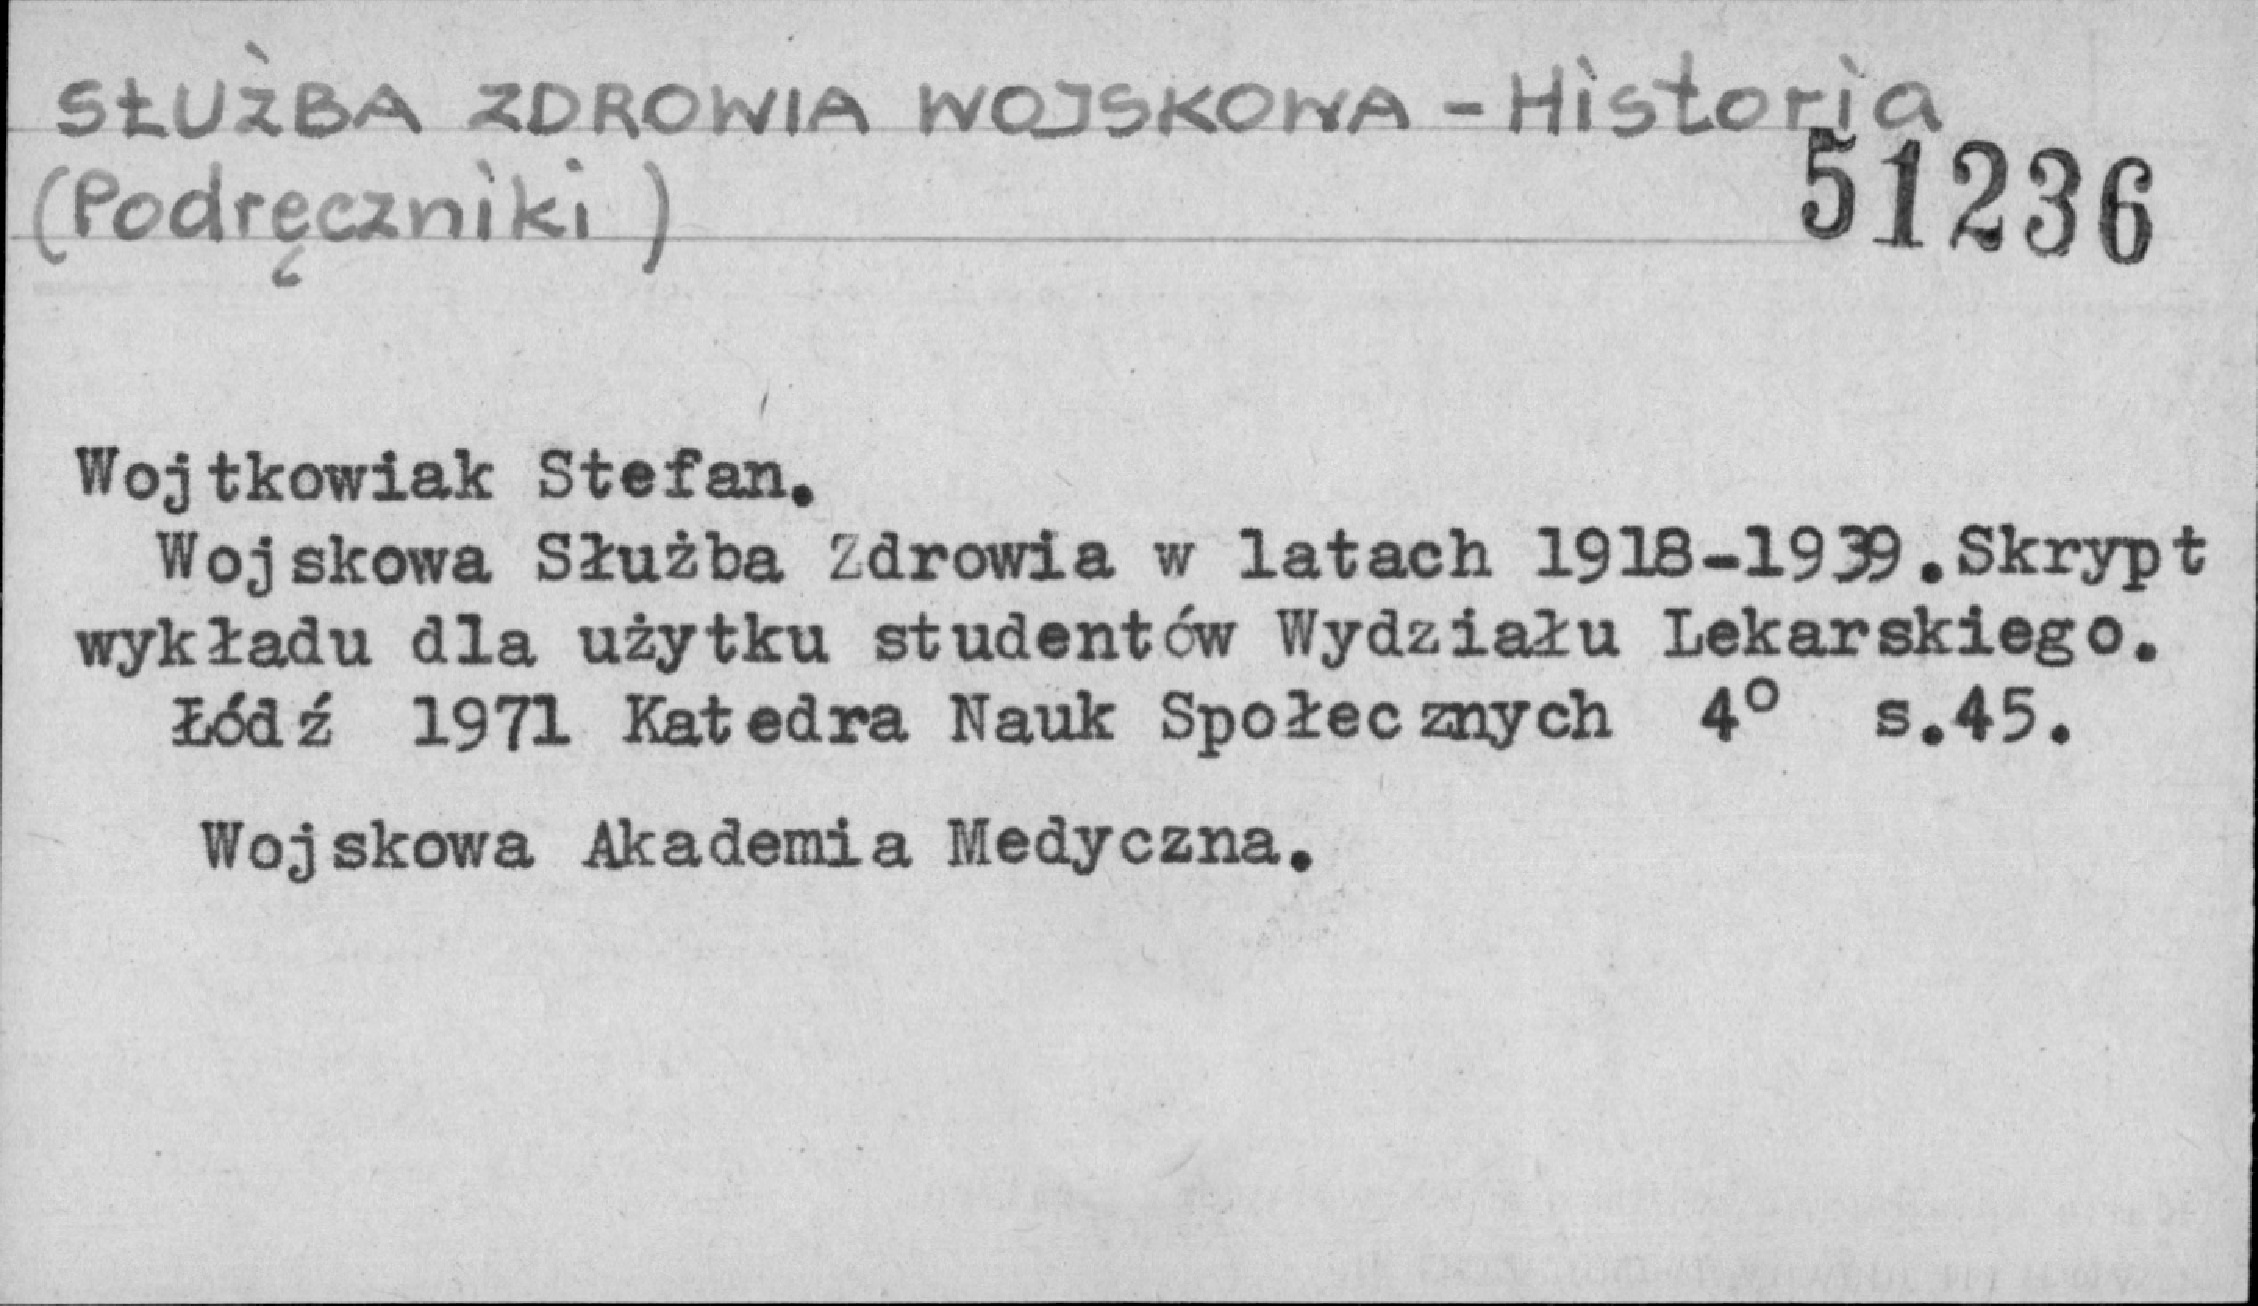 SŁUŻBA ZDROWIA WOJSKOWA - Historia
(Podręczniki)
51236
Wojtkowiak Stefan.
Wojskowa Służba Zdrowia w latach 1918-1939.Skrypt
wykładu dla użytku studentów Wydziału Lekarskiego.
Łódź 1971 Katedra Nauk Społecznych 4° s.45.
Wojskowa Akademia Medyczna.